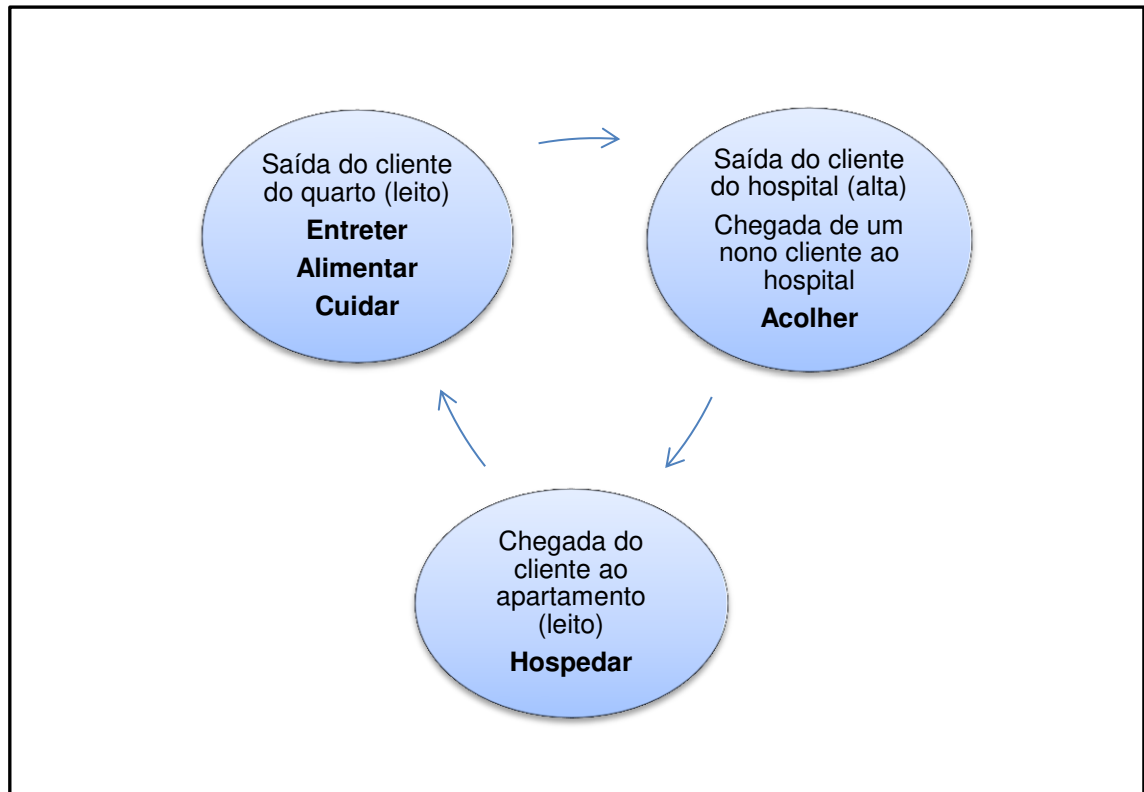 Saída do cliente
do quarto (leito)
Entreter
Alimentar
Cuidar
Saída do cliente
do hospital (alta)
Chegada de um
nono cliente ao
hospital
Acolher
Chegada do
cliente ao
apartamento
(leito)
Hospedar